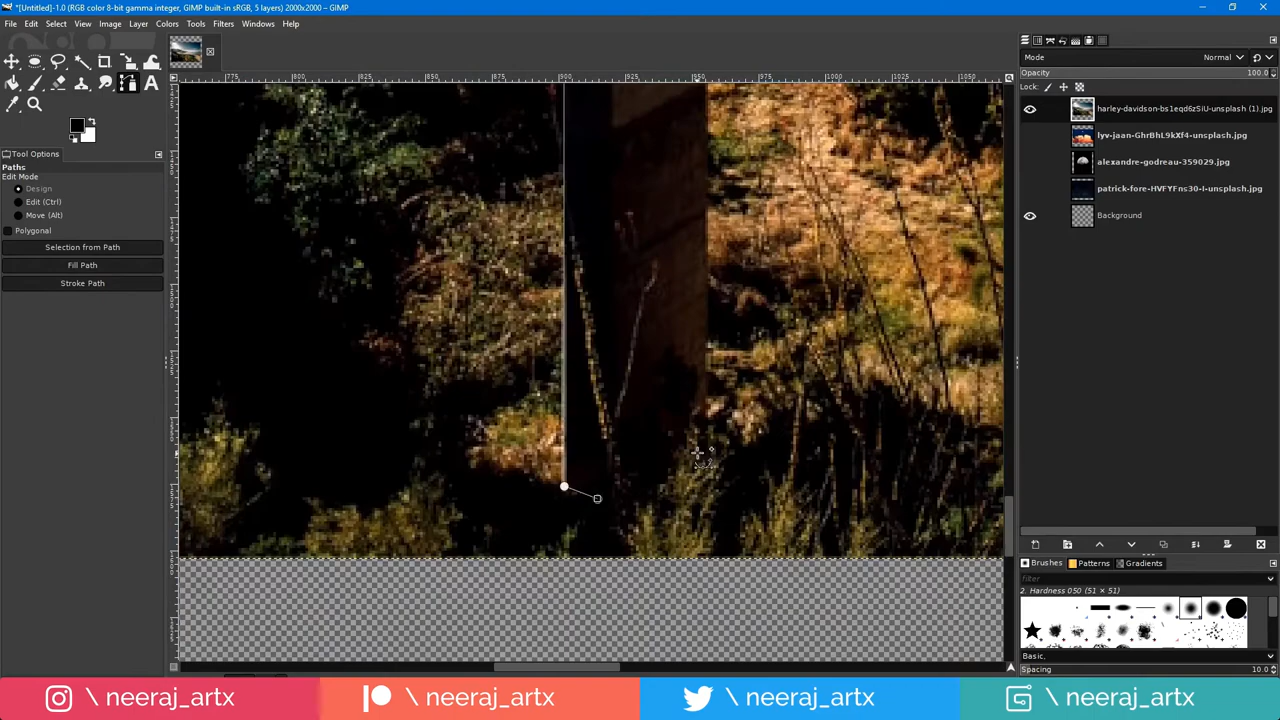 *[Untitled]-1.0 (RGB color 8-bit gamma integer, GIMP built-in sRGB, 5 layers) 2000x2000 – GIMP
File Edit Select View Image Layer Colors Tools Filters Windows Help
775 800 825 850 875 900 925 950 975 1000 1025 1050
Tool Options
Paths
Edit Mode
Design
Edit (Ctrl)
Move (Alt)
Polygonal
Selection from Path
Fill Path
Stroke Path
Mode Normal
Opacity 100.0
Lock:
harley-davidson-bs1eqd6zSiU-unsplash (1).jpg
lyv-jaan-GhrBhL9kXf4-unsplash.jpg
alexandre-godreau-359029.jpg
patrick-fore-HVFYFns30-I-unsplash.jpg
Background
Brushes Patterns Gradients
filter
2. Hardness 050 (51 × 51)
Basic,
Spacing 10.0
\ neeraj_artx \ neeraj_artx \ neeraj_artx \ neeraj_artx